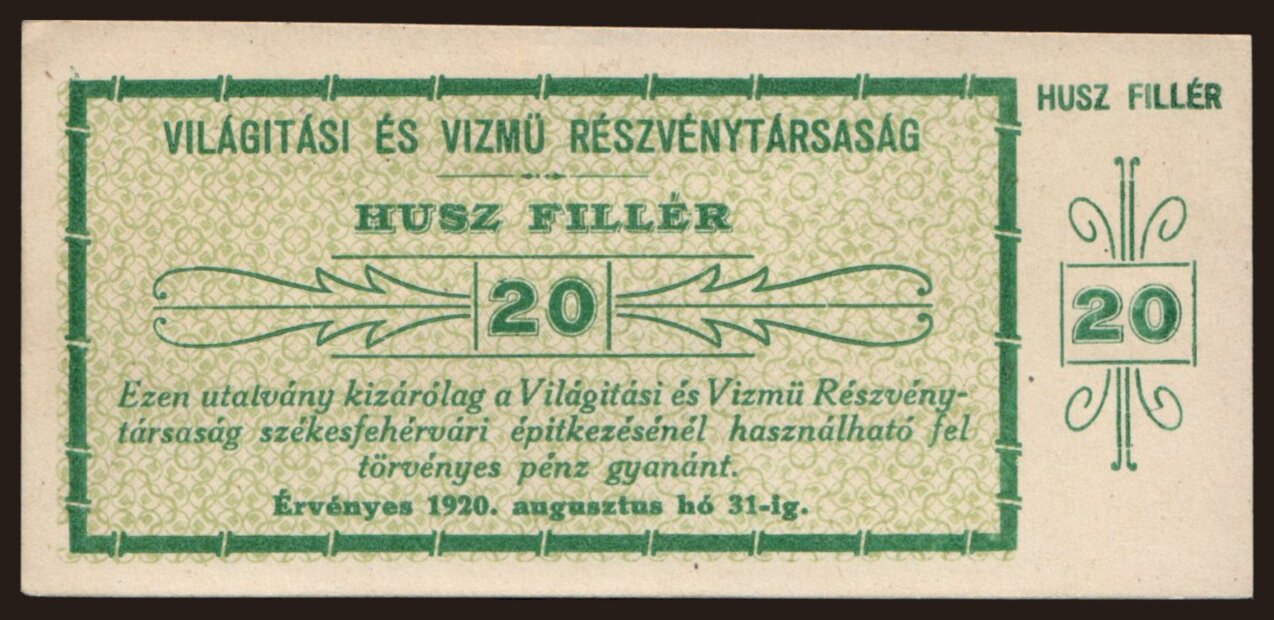 VILÁGITÁSI ÉS VIZMÜ RÉSZVÉNYTÁRSASÁG
HUSZ FILLÉR
20
Ezen utalvány kizárólag a Világitási és Vizmü Részvény-
társaság székesfehérvári épitkezésénél használható fel
törvényes pénz gyanánt.
Érvényes 1920. augusztus hó 31-ig.
HUSZ FILLÉR
20